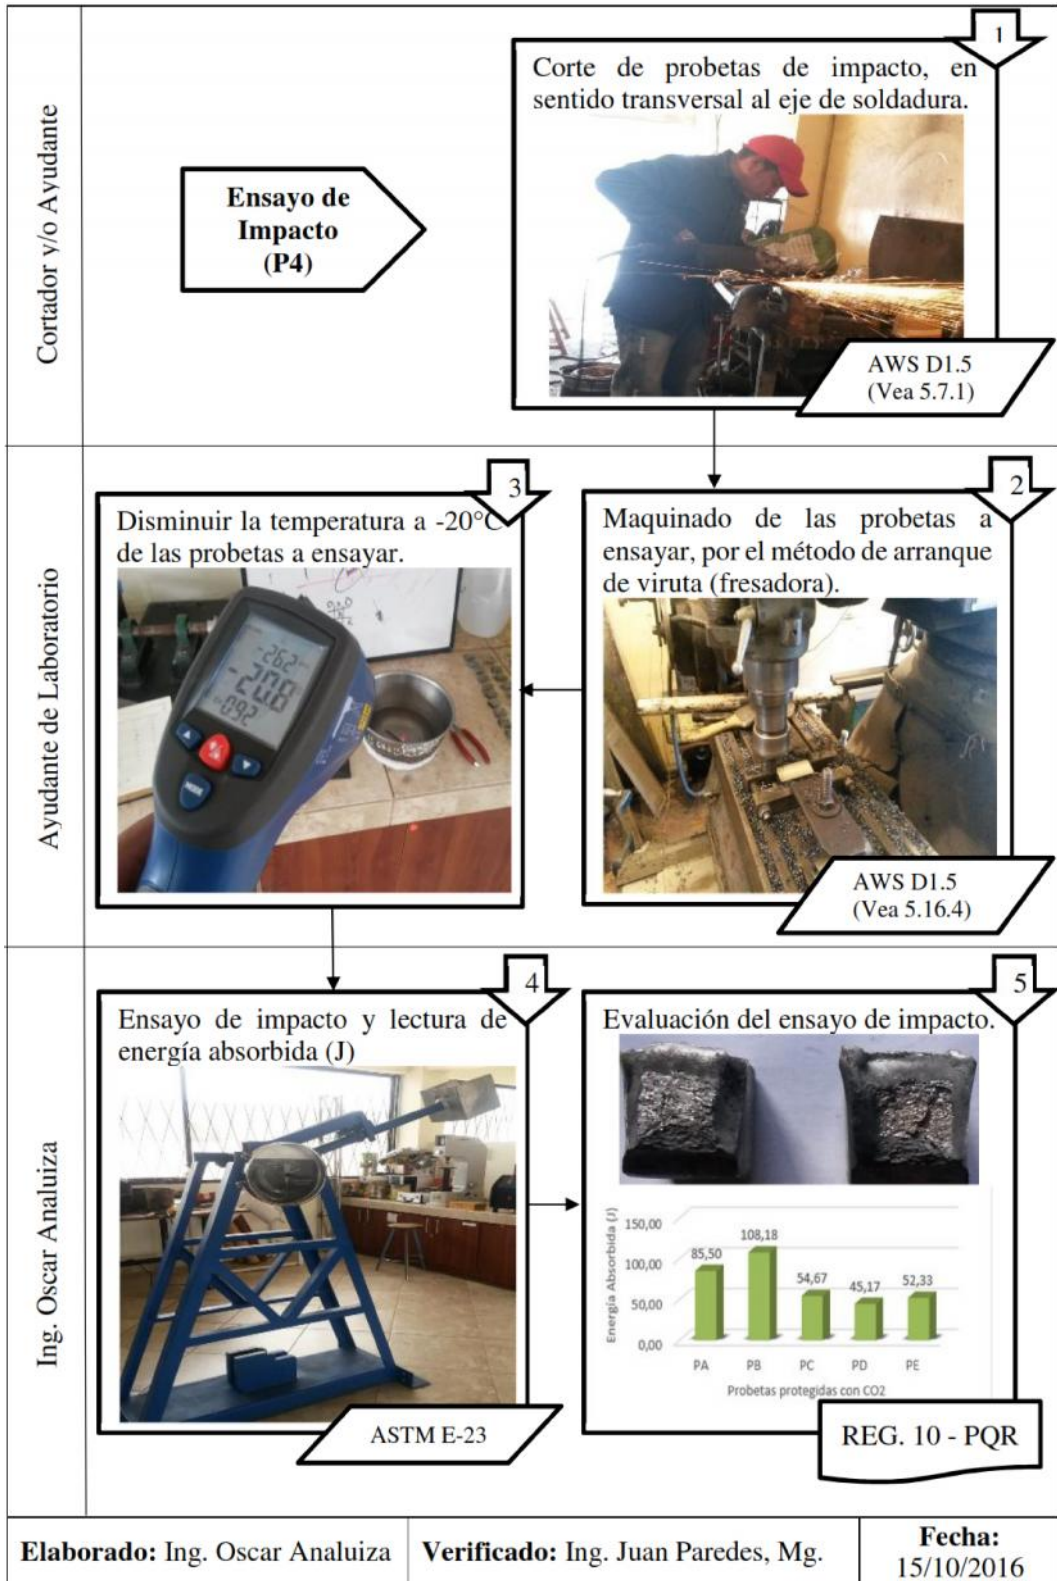 Cortador y/o Ayudante
Ensayo de
Impacto
(P4)
1
Corte de probetas de impacto, en
sentido transversal al eje de soldadura.
AWS D1.5
(Vea 5.7.1)
Ayudante de Laboratorio
2
Maquinado de las probetas a
ensayar, por el método de arranque
de viruta (fresadora).
AWS D1.5
(Vea 5.16.4)
3
Disminuir la temperatura a -20°C
de las probetas a ensayar.
-26.2
-20.8
0.92
MODE
Ing. Oscar Analuiza
4
Ensayo de impacto y lectura de
energía absorbida (J)
ASTM E-23
5
Evaluación del ensayo de impacto.
Energía Absorbida (J)
150,00
100,00
50,00
0,00
85,50
108,18
54,67
45,17
52,33
PA PB PC PD PE
Probetas protegidas con CO2
REG. 10 - PQR
Elaborado: Ing. Oscar Analuiza
Verificado: Ing. Juan Paredes, Mg.
Fecha:
15/10/2016